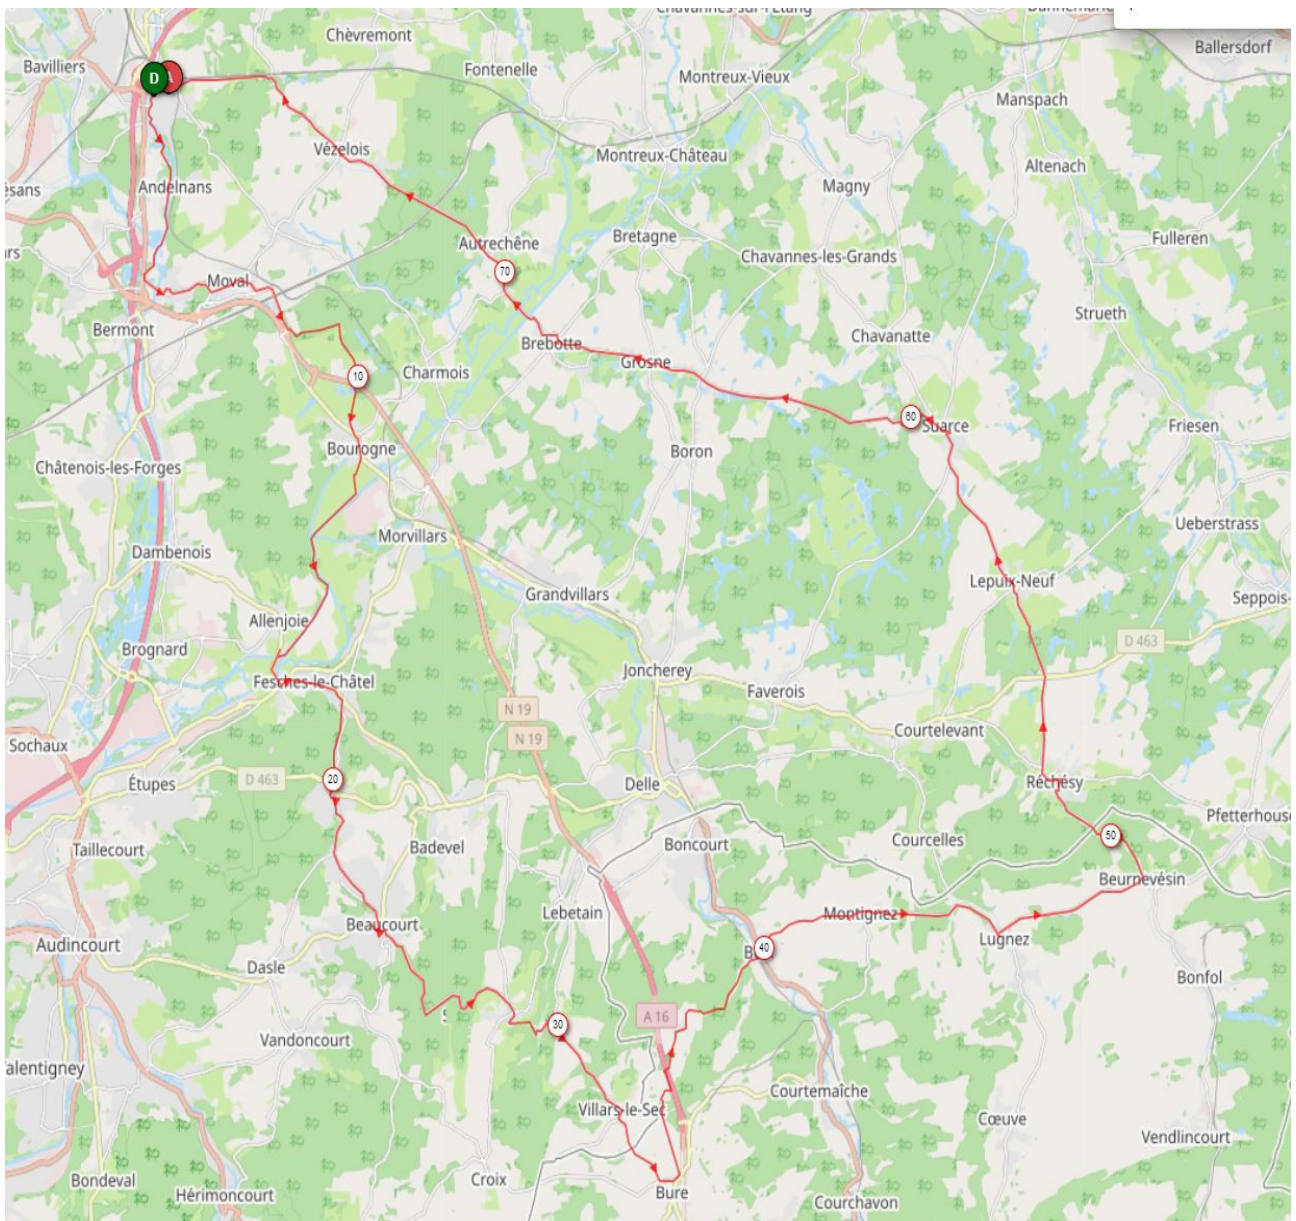 Chèvremont
Ballersdorf
Bavilliers
Fontenelle
Montreux-Vieux
D
Manspach
Vézelois
Montreux-Château
Altenach
Andelnans
Magny
Bretagne
Autrechêne
Fulleren
Chavannes-les-Grands
70
Moval
Strueth
Bermont
Chavanatte
Brebotte
Grosne
10
Charmois
60
Suarce
Friesen
Bourogne
Boron
Châtenois-les-Forges
Ueberstrass
Morvillars
Dambenois
Lepuix-Neuf
Grandvillars
Seppois-
Allenjoie
D 463
Brognard
Joncherey
Fesches-le-Châtel
Faverois
N 19
Courtelevant
N 19
Sochaux
20
D 463
Étupes
Delle
Réchésy
Pfetterhouse
50
Courcelles
Boncourt
Badevel
Taillecourt
Beurnevésin
Lebetain
Montignez
Beaucourt
Lugnez
Audincourt
40
Dasle
Bonfol
A 16
30
Vandoncourt
alentigney
Courtemaîche
Villars-le-Sec
Cœuve
Vendlincourt
Bondeval
Croix
Bure
Hérimoncourt
Courchavon